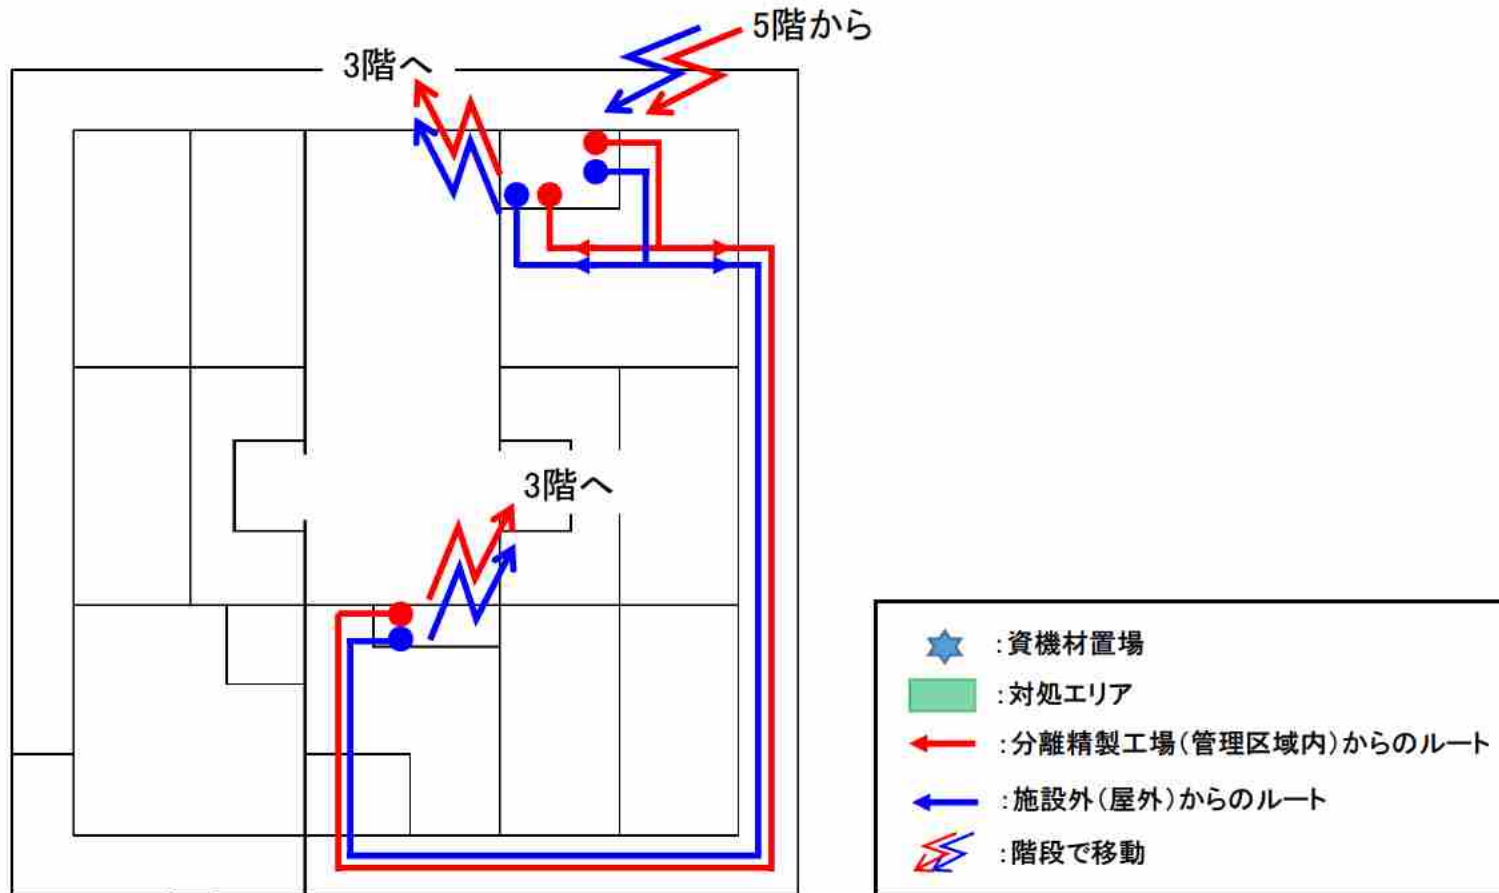 5階から
3階へ
3階へ
:資機材置場
:対処エリア
:分離精製工場(管理区域内)からのルート
:施設外(屋外)からのルート
:階段で移動